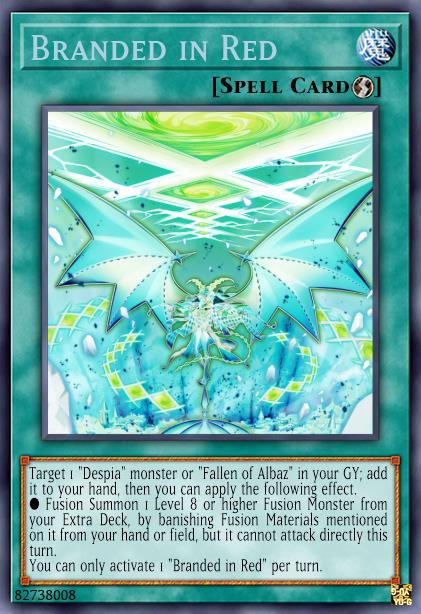 Branded in Red
魔
[Spell Card]
Target 1 "Despia" monster or "Fallen of Albaz" in your GY; add
it to your hand, then you can apply the following effect.
● Fusion Summon 1 Level 8 or higher Fusion Monster from
your Extra Deck, by banishing Fusion Materials mentioned
on it from your hand or field, but it cannot attack directly this
turn.
You can only activate 1 "Branded in Red" per turn.
82738008